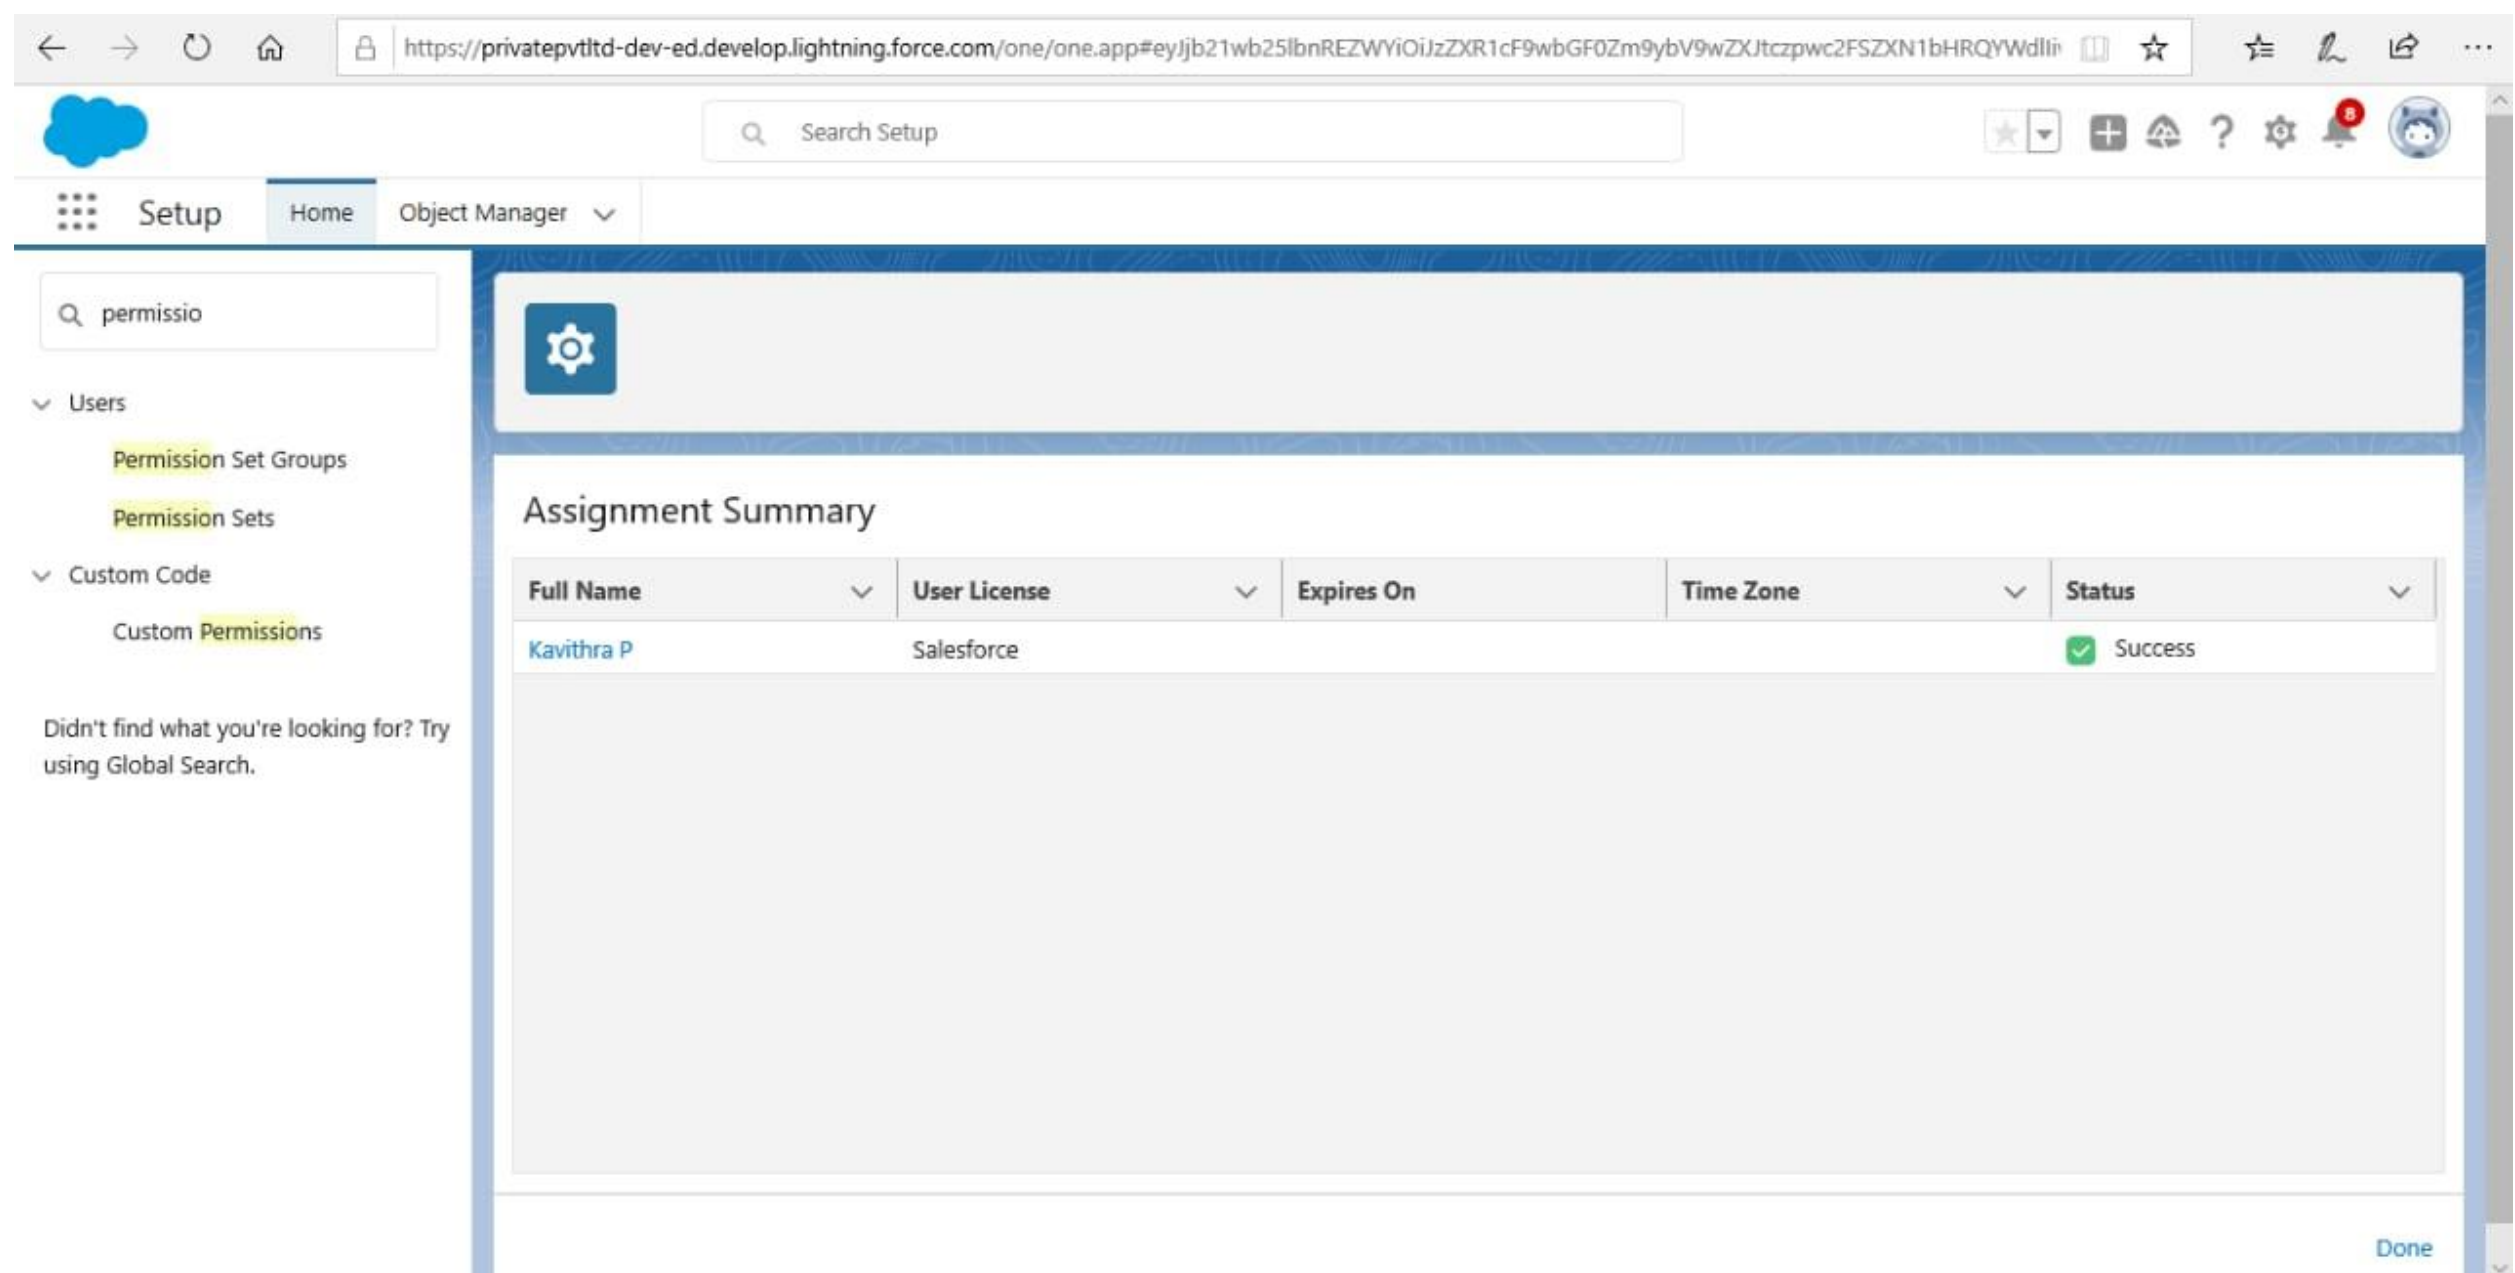 https://privatepvtltd-dev-ed.develop.lightning.force.com/one/one.app#eyJjb21wb25lbnREZWYiOiJzZXR1cF9wbGF0Zm9ybV9wZXJtczpwc2FSZXN1bHRQYWdlIi
Search Setup
8
Setup Home Object Manager
permissio
Users
Permission Set Groups
Permission Sets
Custom Code
Custom Permissions
Didn't find what you're looking for? Try
using Global Search.
Assignment Summary
Full Name User License Expires On Time Zone Status
Kavithra P Salesforce Success
Done